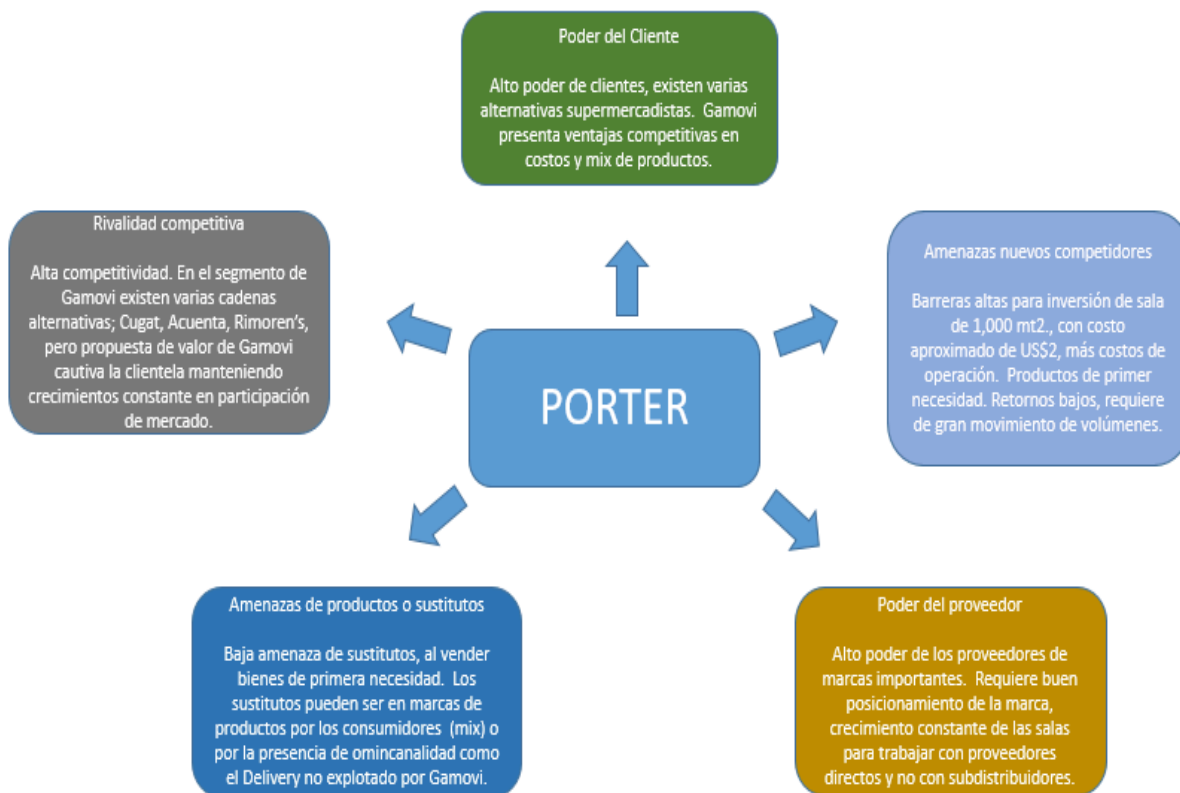 Poder del Cliente
Alto poder de clientes, existen varias
alternativas supermercadistas. Gamovi
presenta ventajas competitivas en
costos y mix de productos.
Rivalidad competitiva
Alta competitividad. En el segmento de
Gamovi existen varias cadenas
alternativas; Cugat, Acuenta, Rimoren's,
pero propuesta de valor de Gamovi
cautiva la clientela manteniendo
crecimientos constante en participación
de mercado.
Amenazas nuevos competidores
Barreras altas para inversión de sala
de 1,000 mt2., con costo
aproximado de US$2, más costos de
operación. Productos de primer
necesidad. Retornos bajos, requiere
de gran movimiento de volúmenes.
PORTER
Amenazas de productos o sustitutos
Baja amenaza de sustitutos, al vender
bienes de primera necesidad. Los
sustitutos pueden ser en marcas de
productos por los consumidores (mix) o
por la presencia de omincanalidad como
el Delivery no explotado por Gamovi.
Poder del proveedor
Alto poder de los proveedores de
marcas importantes. Requiere buen
posicionamiento de la marca,
crecimiento constante de las salas
para trabajar con proveedores
directos y no con subdistribuidores.